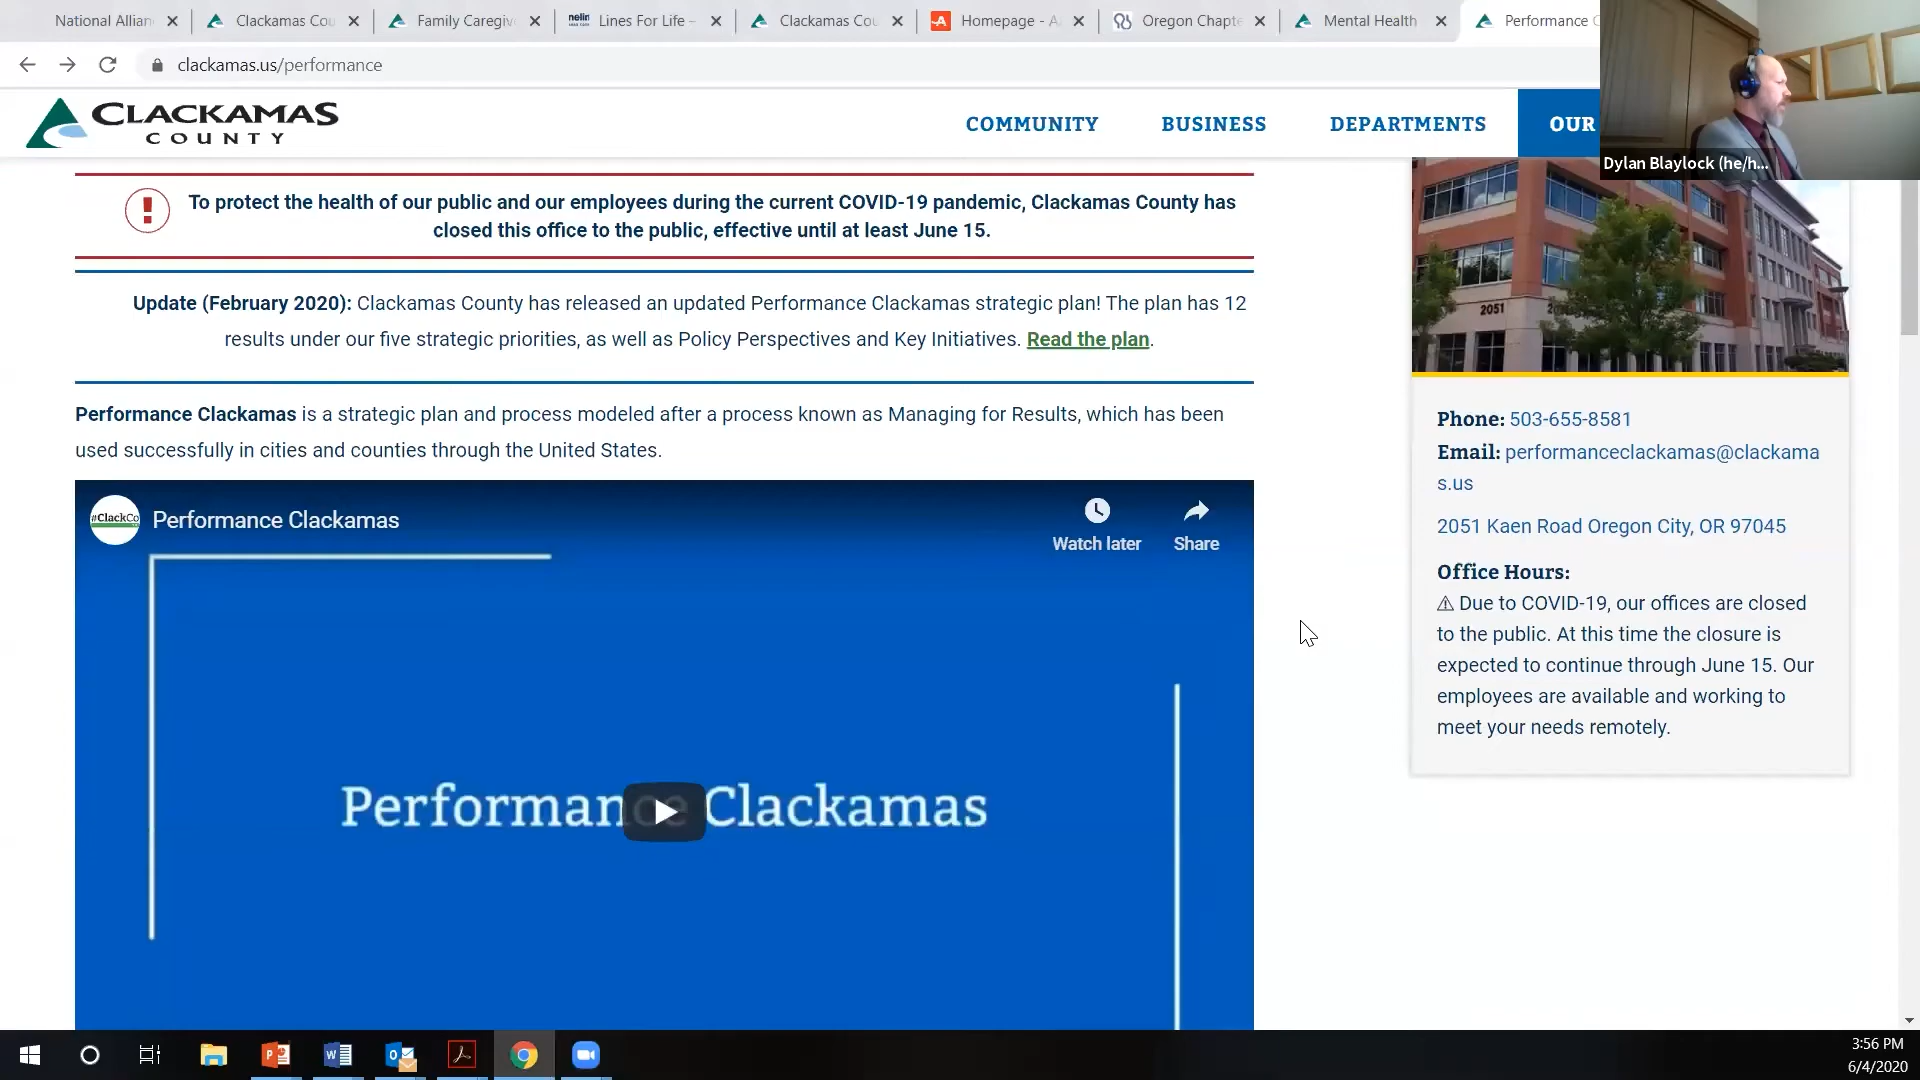 National Allian
Clackamas Cou
Family Caregiv
Lines For Life –
Clackamas Cou
Homepage - A
Oregon Chapte
Mental Health
Performance C
clackamas.us/performance
CLACKAMAS
COUNTY
COMMUNITY
BUSINESS
DEPARTMENTS
OUR
Dylan Blaylock (he/h...
To protect the health of our public and our employees during the current COVID-19 pandemic, Clackamas County has
closed this office to the public, effective until at least June 15.
Update (February 2020): Clackamas County has released an updated Performance Clackamas strategic plan! The plan has 12
results under our five strategic priorities, as well as Policy Perspectives and Key Initiatives. Read the plan.
Performance Clackamas is a strategic plan and process modeled after a process known as Managing for Results, which has been
used successfully in cities and counties through the United States.
#ClackCo
Performance Clackamas
Watch later
Share
Performance Clackamas
2051
Phone: 503-655-8581
Email: performanceclackamas@clackama
s.us
2051 Kaen Road Oregon City, OR 97045
Office Hours:
⚠ Due to COVID-19, our offices are closed
to the public. At this time the closure is
expected to continue through June 15. Our
employees are available and working to
meet your needs remotely.
3:56 PM
6/4/2020